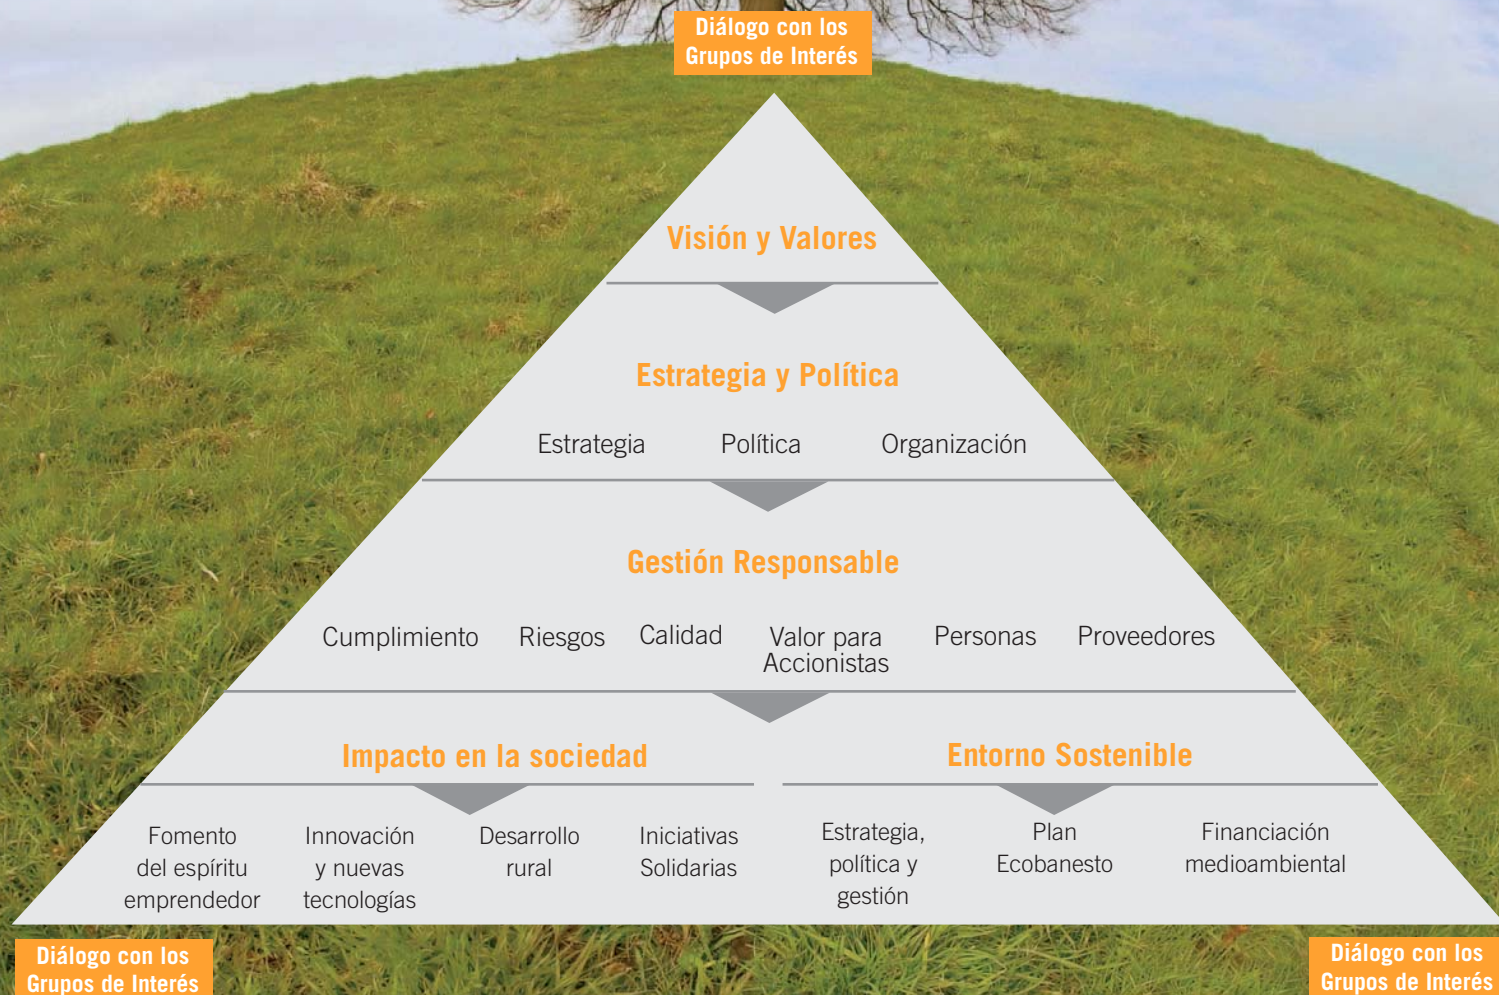 Diálogo con los
Grupos de Interés
Visión y Valores
Estrategia y Política
Estrategia Política Organización
Gestión Responsable
Cumplimiento Riesgos Calidad Valor para Accionistas Personas Proveedores
Impacto en la sociedad
Fomento
del espíritu
emprendedor
Innovación
y nuevas
tecnologías
Desarrollo
rural
Iniciativas
Solidarias
Entorno Sostenible
Estrategia,
política y
gestión
Plan
Ecobanesto
Financiación
medioambiental
Diálogo con los
Grupos de Interés
Diálogo con los
Grupos de Interés